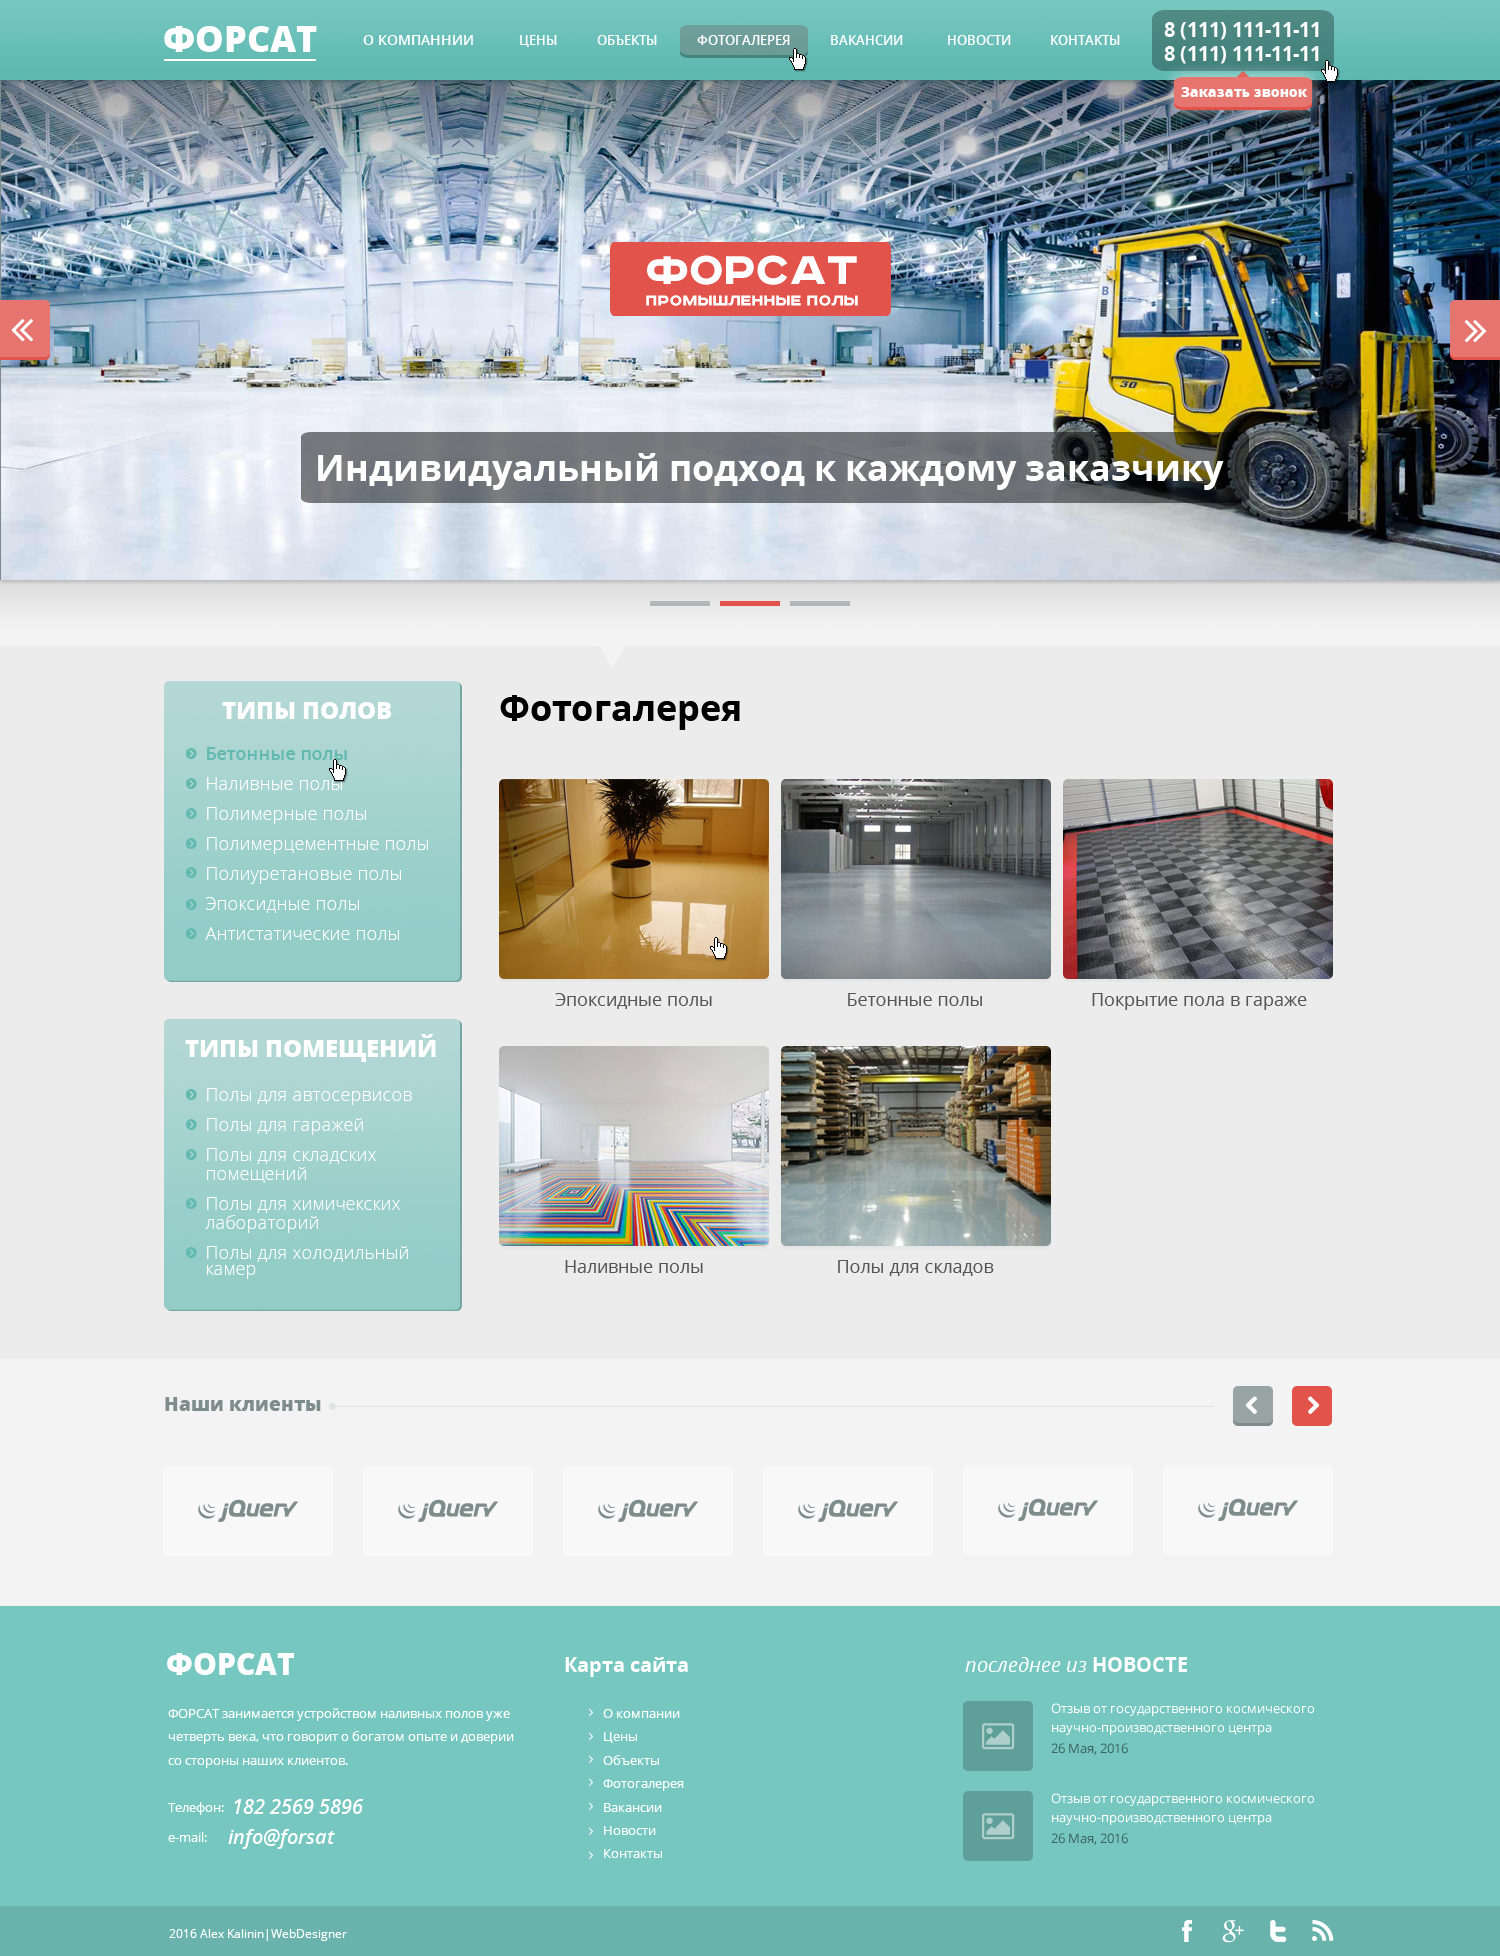 ФОРСАТ
О КОМПАННИИ
ЦЕНЫ
ОБЪЕКТЫ
ФОТОГАЛЕРЕЯ
ВАКАНСИИ
НОВОСТИ
КОНТАКТЫ
8 (111) 111-11-11
8 (111) 111-11-11
Заказать звонок
ФОРСАТ
ПРОМЫШЛЕННЫЕ ПОЛЫ
30
Индивидуальный подход к каждому заказчику
ТИПЫ ПОЛОВ
Бетонные полы
Наливные полы
Полимерные полы
Полимерцементные полы
Полиуретановые полы
Эпоксидные полы
Антистатические полы
ТИПЫ ПОМЕЩЕНИЙ
Полы для автосервисов
Полы для гаражей
Полы для складских
помещений
Полы для химичекских
лабораторий
Полы для холодильный
камер
Фотогалерея
Эпоксидные полы
Бетонные полы
Покрытие пола в гараже
Наливные полы
Полы для складов
Наши клиенты
jQuery
jQuery
jQuery
jQuery
jQuery
jQuery
ФОРСАТ
ФОРСАТ занимается устройством наливных полов уже
четверть века, что говорит о богатом опыте и доверии
со стороны наших клиентов.
Телефон: 182 2569 5896
e-mail: info@forsat
Карта сайта
О компании
Цены
Объекты
Фотогалерея
Вакансии
Новости
Контакты
последнее из НОВОСТЕ
Отзыв от государственного космического
научно-производственного центра
26 Мая, 2016
Отзыв от государственного космического
научно-производственного центра
26 Мая, 2016
2016 Alex Kalinin|WebDesigner